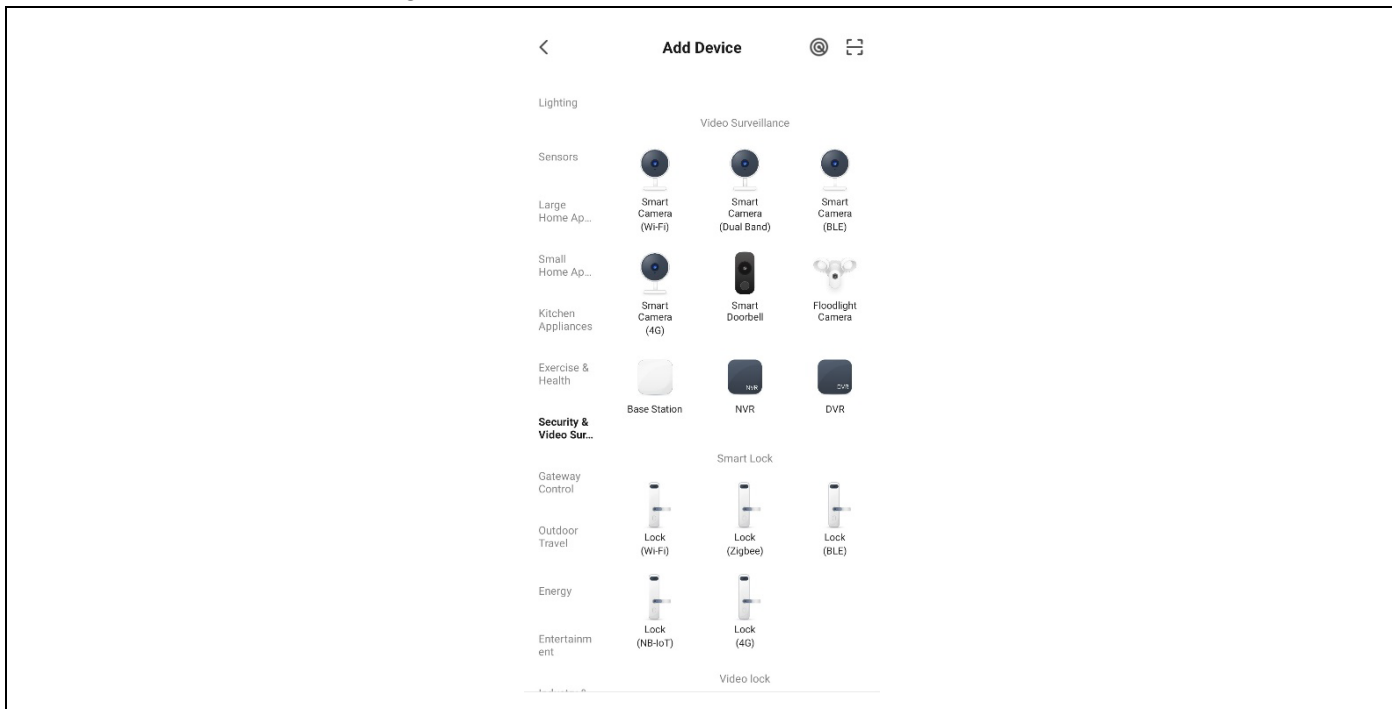 Add Device
Lighting
Sensors
Large
Home Ap...
Small
Home Ap...
Kitchen
Appliances
Exercise &
Health
Security &
Video Sur...
Gateway
Control
Outdoor
Travel
Energy
Entertainm
ent
Video Surveillance
Smart
Camera
(Wi-Fi)
Smart
Camera
(Dual Band)
Smart
Camera
(BLE)
Smart
Camera
(4G)
Smart
Doorbell
Floodlight
Camera
Base Station
NVR
NVR
DVR
DVR
Smart Lock
Lock
(Wi-Fi)
Lock
(Zigbee)
Lock
(BLE)
Lock
(NB-IoT)
Lock
(4G)
Video lock